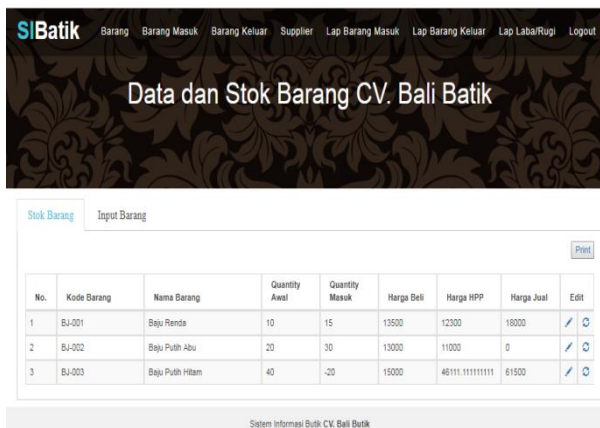 SIBatik Barang Barang Masuk Barang Keluar Supplier Lap Barang Masuk Lap Barang Keluar Lap Laba/Rugi Logout
Data dan Stok Barang CV. Bali Batik
Stok Barang Input Barang
Print
No. Kode Barang Nama Barang Quantity Awal Quantity Masuk Harga Beli Harga HPP Harga Jual Edit
1 BJ-001 Baju Renda 10 15 13500 12300 18000
2 BJ-002 Baju Putih Abu 20 30 13000 11000 0
3 BJ-003 Baju Putih Hitam 40 -20 15000 46111.111111111 61500
Sistem Informasi Butik CV. Bali Butik